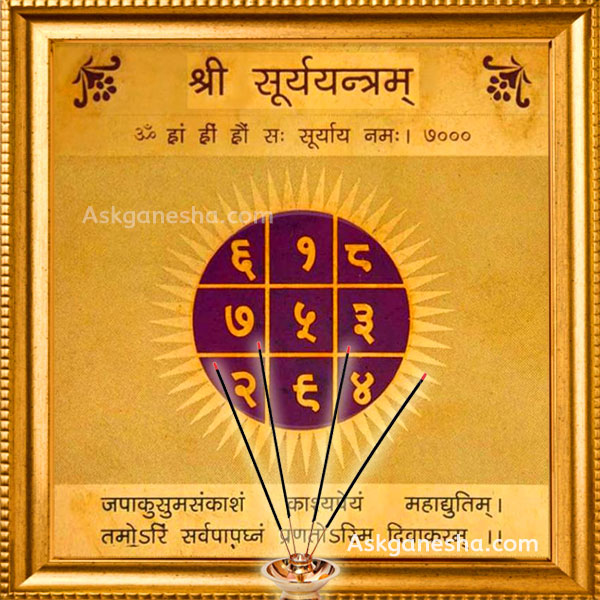 श्री सूर्ययन्त्रम्
ॐ ह्रां ह्रीं ह्रौं सः सूर्याय नमः। ७०००
Askganesha.com
६ १ ८
७ ५ ३
२ ९ ४
जपाकुसुमसंकाशं काश्यपेयं महाद्युतिम्।
तमोऽरिं सर्वपापघ्नं प्रणतोऽस्मि दिवाकरम् ।।
Askganesha.com